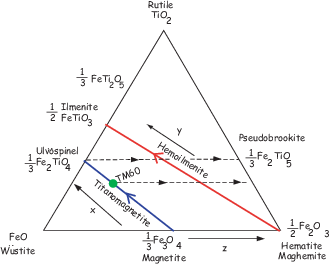 Rutile
TiO2
1/3 FeTi2O5
1/2 Ilmenite
FeTiO3
y
Ulvöspinel
1/3 Fe2TiO4
Hemoilmenite
Pseudobrookite
1/3 Fe2TiO5
TM60
x
Titanomagnetite
FeO
Wüstite
1/3 Fe3O4
Magnetite
z
1/2 Fe2O3
Hematite
Maghemite